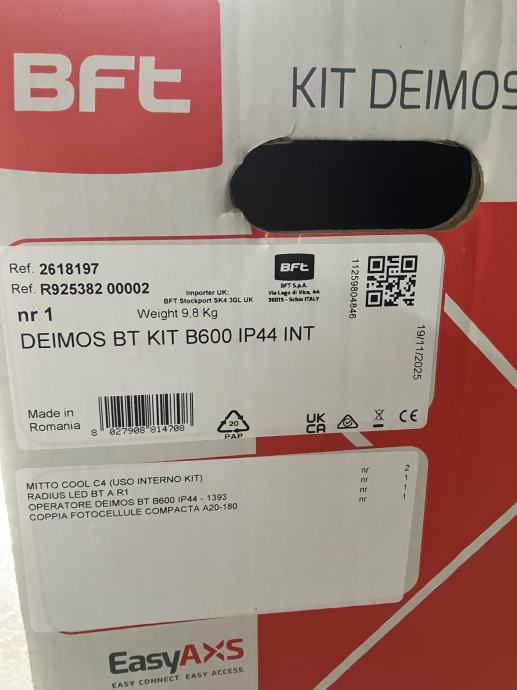 BFt
KIT DEIMOS
Ref. 2618197
Ref. R925382 00002
nr 1
Importer UK:
BFT Stockport SK4 3GL UK
Weight 9,8 Kg
BFt
BFT S.p.A.
Via Lago di Vico, 44
36015 - Schio ITALY
11259804846
DEIMOS BT KIT B600 IP44 INT
19/11/2025
Made in
Romania
8 027908 814708
20
PAP
UK
CA
CE
MITTO COOL C4 (USO INTERNO KIT) nr 2
RADIUS LED BT A R1 nr 1
OPERATORE DEIMOS BT B600 IP44 - 1393 nr 1
COPPIA FOTOCELLULE COMPACTA A20-180 nr 1
EasyAXS
EASY CONNECT. EASY ACCESS.